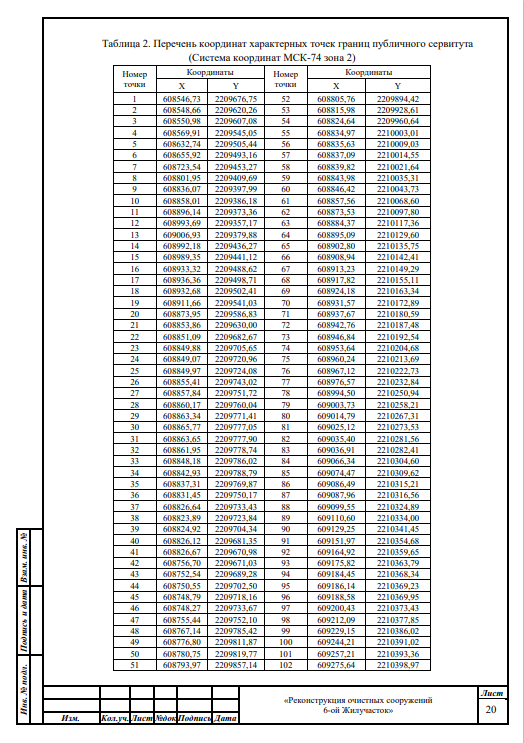 Таблица 2. Перечень координат характерных точек границ публичного сервитута
(Система координат МСК-74 зона 2)
Номер точки Координаты Номер точки Координаты
X Y X Y
1 608546,73 2209676,75 52 608805,76 2209894,42
2 608548,66 2209620,26 53 608815,98 2209928,61
3 608550,98 2209607,08 54 608824,64 2209960,64
4 608569,91 2209545,05 55 608834,97 2210003,01
5 608632,74 2209505,44 56 608835,63 2210009,03
6 608655,92 2209493,16 57 608837,09 2210014,55
7 608723,54 2209453,27 58 608839,82 2210021,64
8 608801,95 2209409,69 59 608843,98 2210035,31
9 608836,07 2209397,99 60 608846,42 2210043,73
10 608858,01 2209386,18 61 608857,56 2210068,60
11 608896,14 2209373,36 62 608873,53 2210097,80
12 608993,69 2209357,17 63 608884,37 2210117,36
13 609006,93 2209379,88 64 608895,09 2210129,60
14 608992,18 2209436,27 65 608902,80 2210135,75
15 608989,35 2209441,12 66 608908,94 2210142,41
16 608933,32 2209488,62 67 608913,23 2210149,29
17 608936,36 2209498,71 68 608917,82 2210155,11
18 608932,68 2209502,41 69 608924,18 2210163,34
19 608911,66 2209541,03 70 608931,57 2210172,89
20 608873,95 2209586,83 71 608937,67 2210180,59
21 608853,86 2209630,00 72 608942,76 2210187,48
22 608851,09 2209682,67 73 608946,84 2210192,54
23 608849,88 2209705,65 74 608953,64 2210204,68
24 608849,07 2209720,96 75 608960,24 2210213,69
25 608849,97 2209724,08 76 608967,12 2210222,73
26 608855,41 2209743,02 77 608976,57 2210232,84
27 608857,84 2209751,72 78 608994,50 2210250,94
28 608860,17 2209760,04 79 609003,73 2210258,21
29 608863,34 2209771,41 80 609014,79 2210267,31
30 608865,77 2209777,05 81 609025,12 2210273,53
31 608863,65 2209777,90 82 609035,40 2210281,56
32 608861,95 2209778,74 83 609036,91 2210282,41
33 608848,18 2209786,02 84 609066,34 2210304,60
34 608842,93 2209788,79 85 609074,47 2210309,62
35 608837,31 2209769,87 86 609086,49 2210315,21
36 608831,45 2209750,17 87 609087,96 2210316,56
37 608826,64 2209733,43 88 609099,55 2210324,89
38 608823,89 2209723,84 89 609110,60 2210334,00
39 608824,92 2209704,34 90 609129,25 2210341,45
40 608826,12 2209681,35 91 609151,97 2210354,68
41 608826,67 2209670,98 92 609164,92 2210359,65
42 608756,70 2209671,03 93 609175,82 2210363,79
43 608752,54 2209689,28 94 609184,45 2210368,34
44 608750,55 2209702,50 95 609186,14 2210369,23
45 608748,79 2209718,16 96 609188,58 2210369,95
46 608748,27 2209733,67 97 609200,43 2210373,43
47 608755,44 2209752,10 98 609212,09 2210377,85
48 608767,14 2209785,42 99 609229,15 2210386,02
49 608776,80 2209811,87 100 609244,21 2210391,02
50 608780,75 2209819,77 101 609257,21 2210393,36
51 608793,97 2209857,14 102 609275,64 2210398,97
Взам. инв. №
Подпись и дата
Инв. № подл.
Изм. Кол.уч. Лист №док Подпись Дата
«Реконструкция очистных сооружений
6-ой Жилучасток»
Лист
20